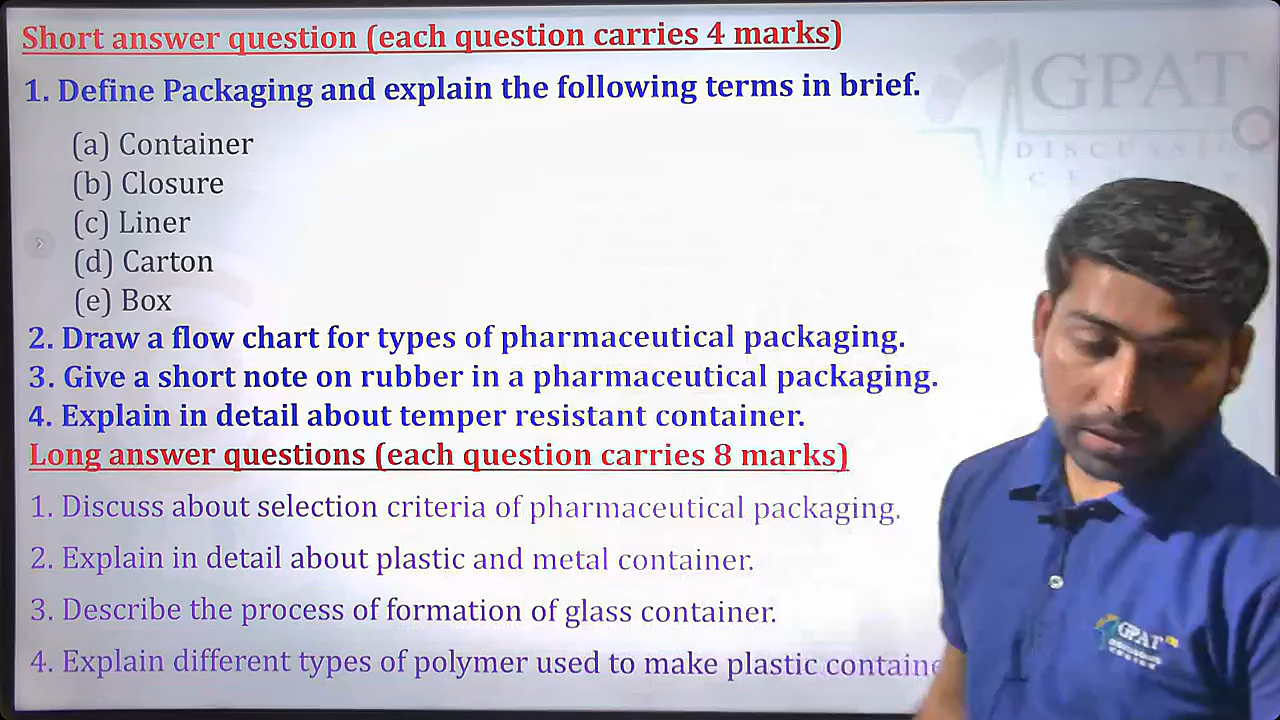 Short answer question (each question carries 4 marks)
GPAT
1. Define Packaging and explain the following terms in brief.
(a) Container
(b) Closure
(c) Liner
(d) Carton
(e) Box
2. Draw a flow chart for types of pharmaceutical packaging.
3. Give a short note on rubber in a pharmaceutical packaging.
4. Explain in detail about temper resistant container.
Long answer questions (each question carries 8 marks)
1. Discuss about selection criteria of pharmaceutical packaging.
2. Explain in detail about plastic and metal container.
3. Describe the process of formation of glass container.
4. Explain different types of polymer used to make plastic containe
GPAT